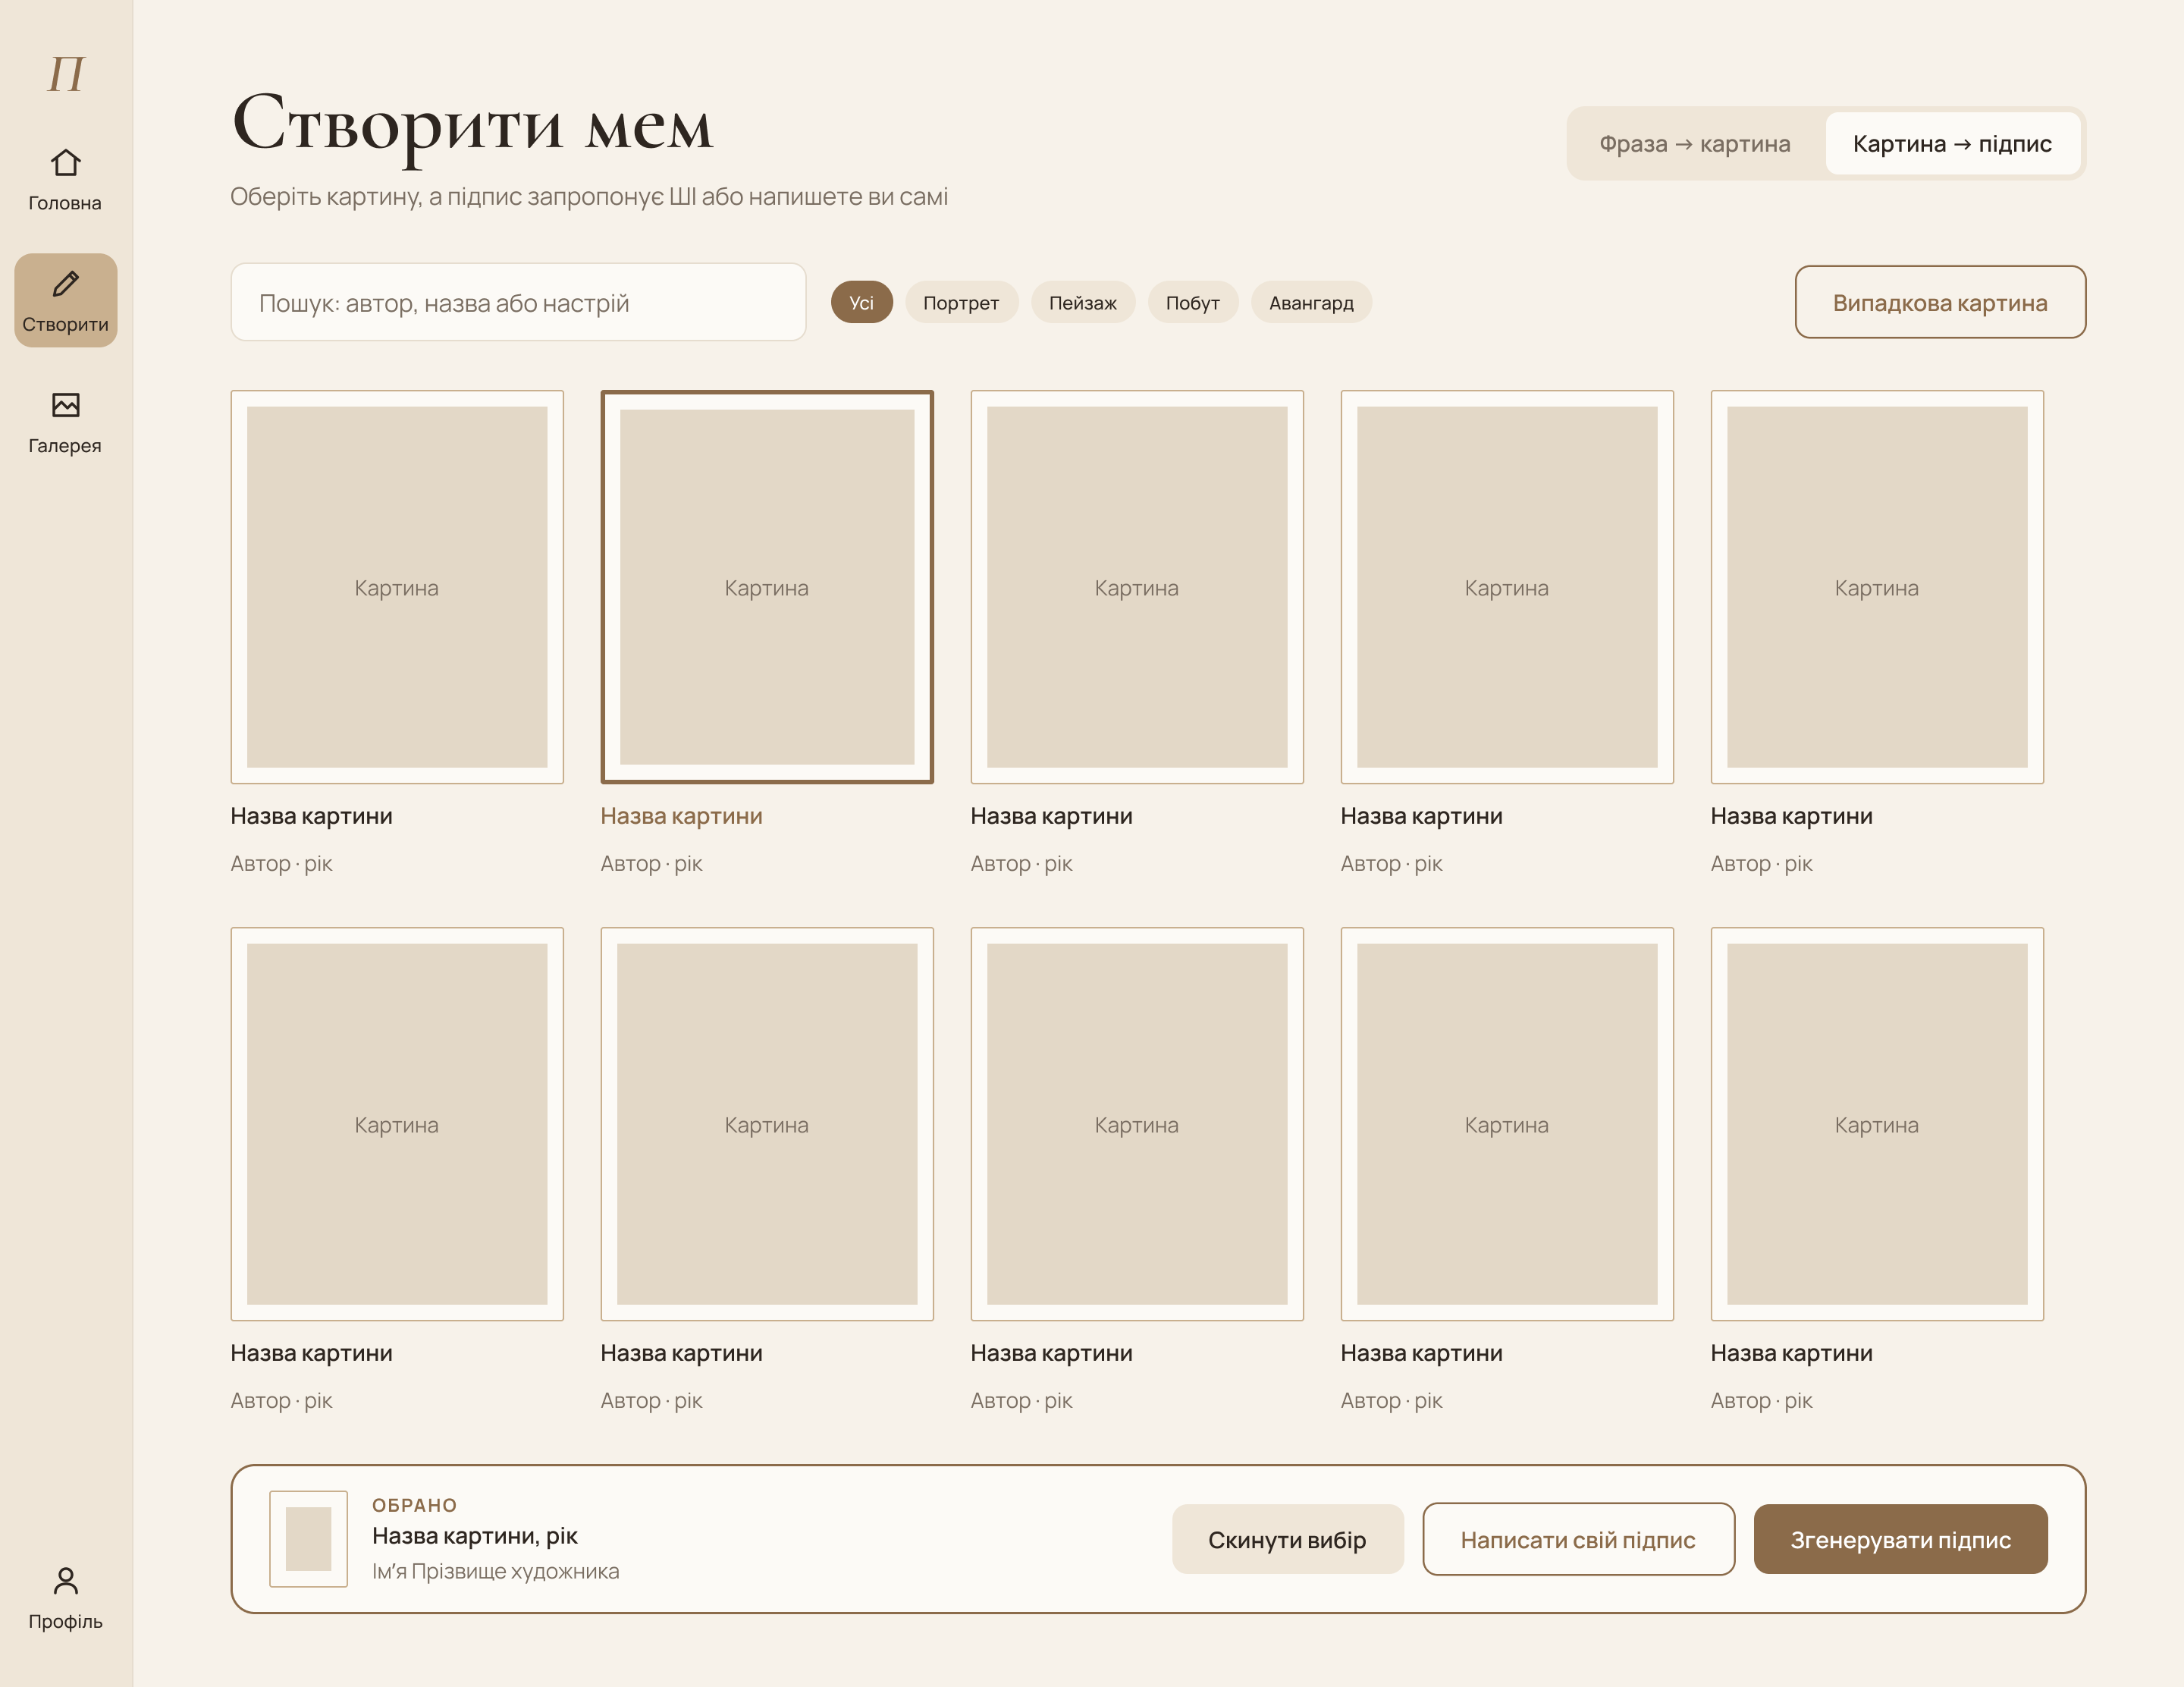 П
Головна
Створити
Галерея
Профіль
Створити мем
Оберіть картину, а підпис запропонує ШІ або напишете ви самі
Фраза → картина
Картина → підпис
Пошук: автор, назва або настрій
Усі
Портрет
Пейзаж
Побут
Авангард
Випадкова картина
Картина
Картина
Картина
Картина
Картина
Назва картини
Назва картини
Назва картини
Назва картини
Назва картини
Автор · рік
Автор · рік
Автор · рік
Автор · рік
Автор · рік
Картина
Картина
Картина
Картина
Картина
Назва картини
Назва картини
Назва картини
Назва картини
Назва картини
Автор · рік
Автор · рік
Автор · рік
Автор · рік
Автор · рік
ОБРАНО
Назва картини, рік
Ім’я Прізвище художника
Скинути вибір
Написати свій підпис
Згенерувати підпис